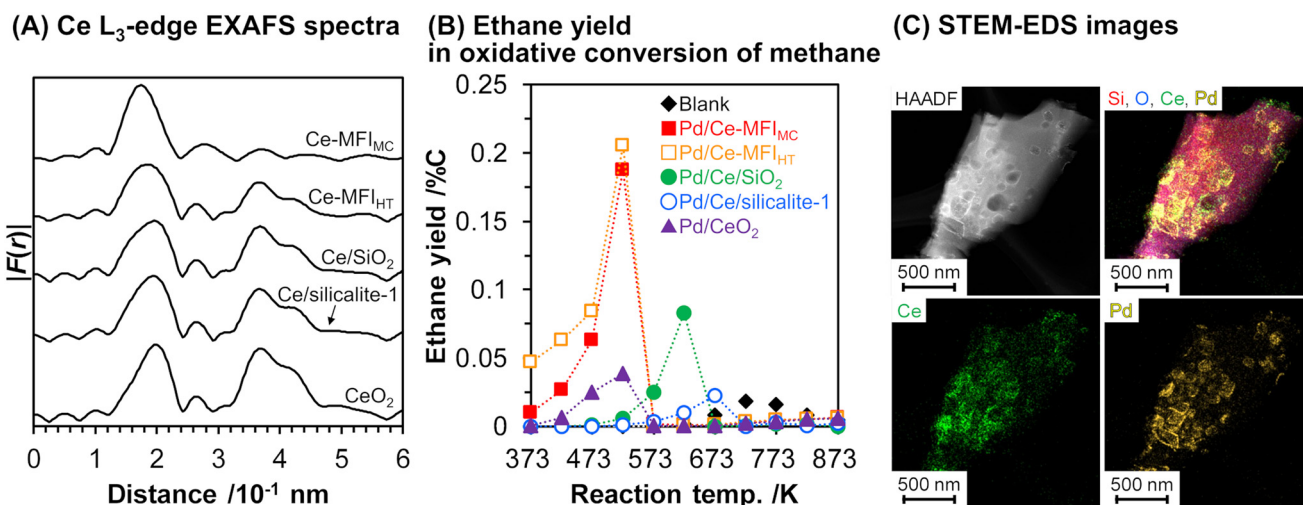 (A) Ce L₃-edge EXAFS spectra
|F(r)|
Ce-MFI_MC
Ce-MFI_HT
Ce/SiO₂
Ce/silicalite-1
CeO₂
0 1 2 3 4 5 6
Distance /10⁻¹ nm
(B) Ethane yield
in oxidative conversion of methane
Ethane yield /%C
0.25
0.2
0.15
0.1
0.05
0
Blank
Pd/Ce-MFI_MC
Pd/Ce-MFI_HT
Pd/Ce/SiO₂
Pd/Ce/silicalite-1
Pd/CeO₂
373 473 573 673 773 873
Reaction temp. /K
(C) STEM-EDS images
HAADF
500 nm
Si, O, Ce, Pd
500 nm
Ce
500 nm
Pd
500 nm